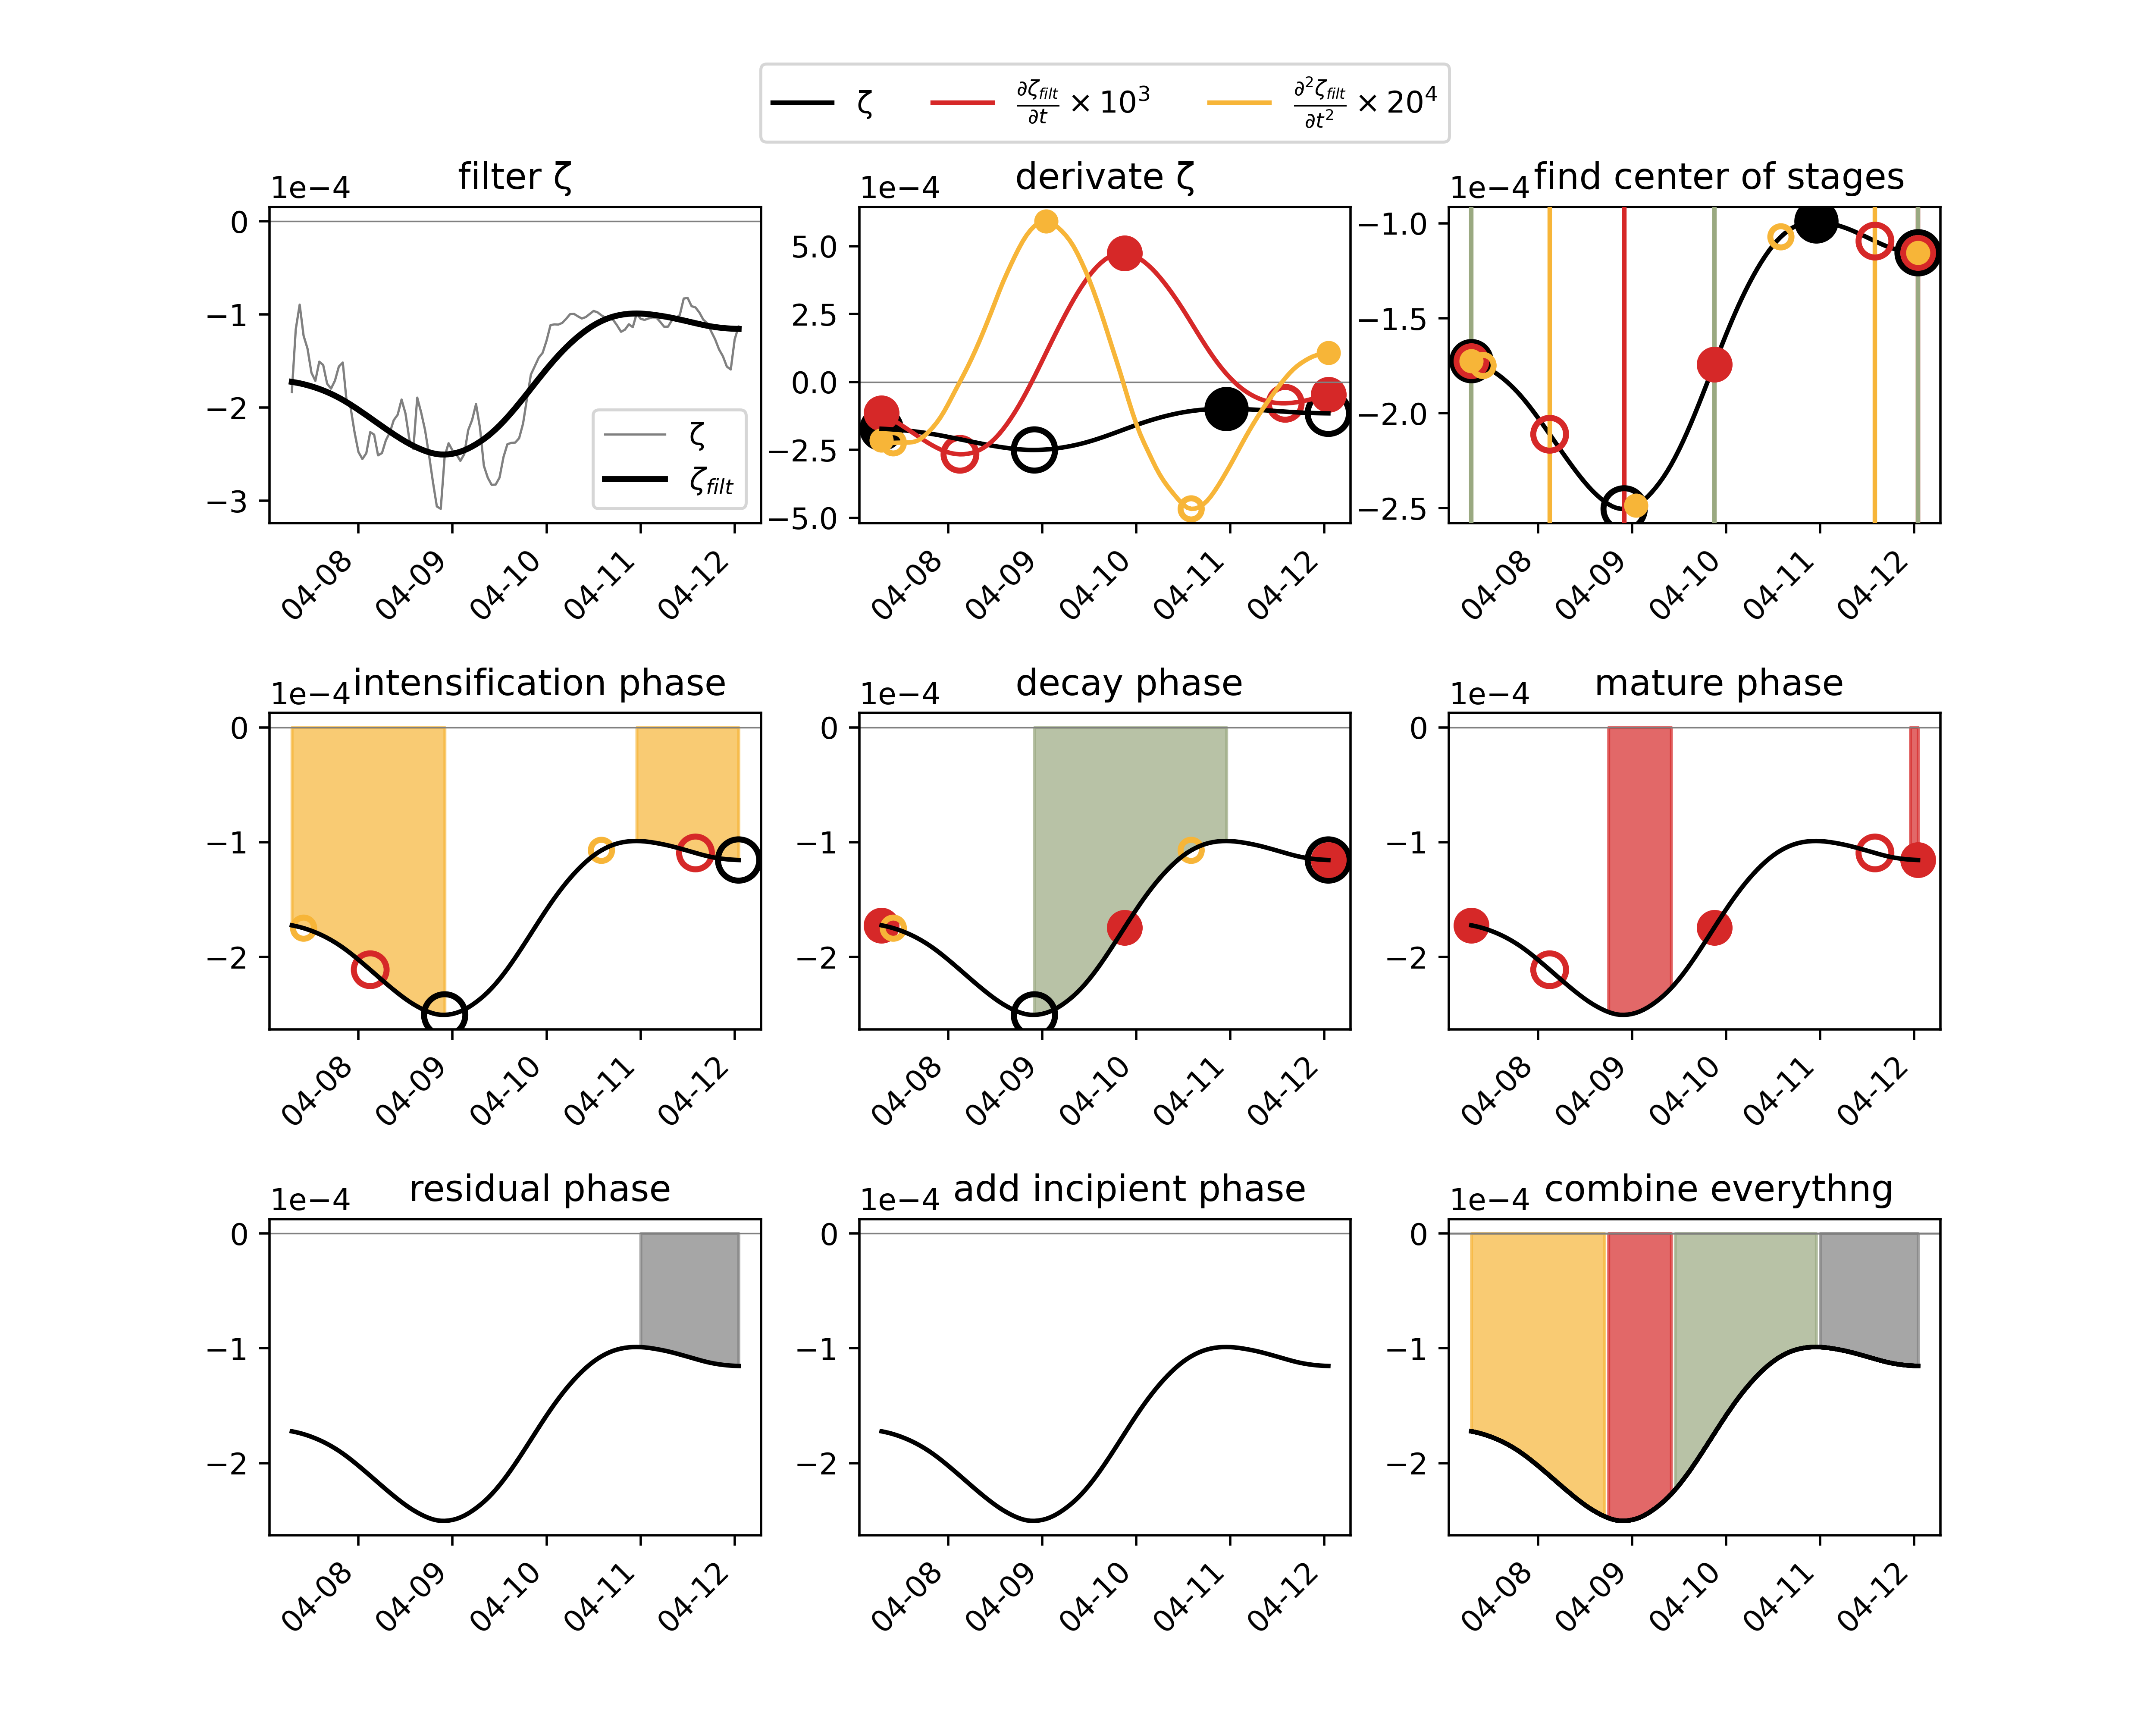 ζ ∂ζ_filt/∂t × 10³ ∂²ζ_filt/∂t² × 20⁴
filter ζ
1e−4
0
−1
−2
−3
ζ
ζ_filt
04-08 04-09 04-10 04-11 04-12
derivate ζ
1e−4
5.0
2.5
0.0
−2.5
−5.0
04-08 04-09 04-10 04-11 04-12
find center of stages
1e−4
−1.0
−1.5
−2.0
−2.5
04-08 04-09 04-10 04-11 04-12
intensification phase
1e−4
0
−1
−2
04-08 04-09 04-10 04-11 04-12
decay phase
1e−4
0
−1
−2
04-08 04-09 04-10 04-11 04-12
mature phase
1e−4
0
−1
−2
04-08 04-09 04-10 04-11 04-12
residual phase
1e−4
0
−1
−2
04-08 04-09 04-10 04-11 04-12
add incipient phase
1e−4
0
−1
−2
04-08 04-09 04-10 04-11 04-12
combine everythng
1e−4
0
−1
−2
04-08 04-09 04-10 04-11 04-12